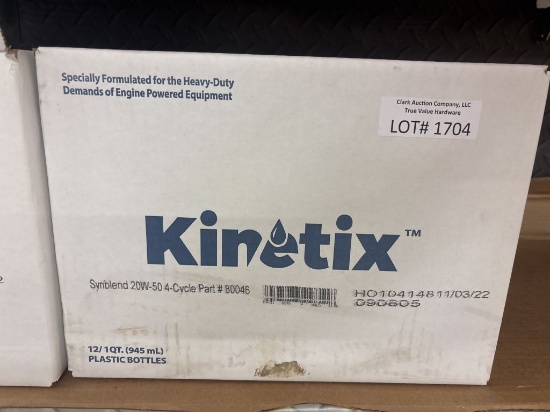 Specially Formulated for the Heavy-Duty
Demands of Engine Powered Equipment
Clark Auction Company, LLC
True Value Hardware
LOT# 1704
Kinetix™
Synblend 20W-50 4-Cycle Part # 80046
HO10414811/03/22
090805
12/1QT. (945 mL)
PLASTIC BOTTLES